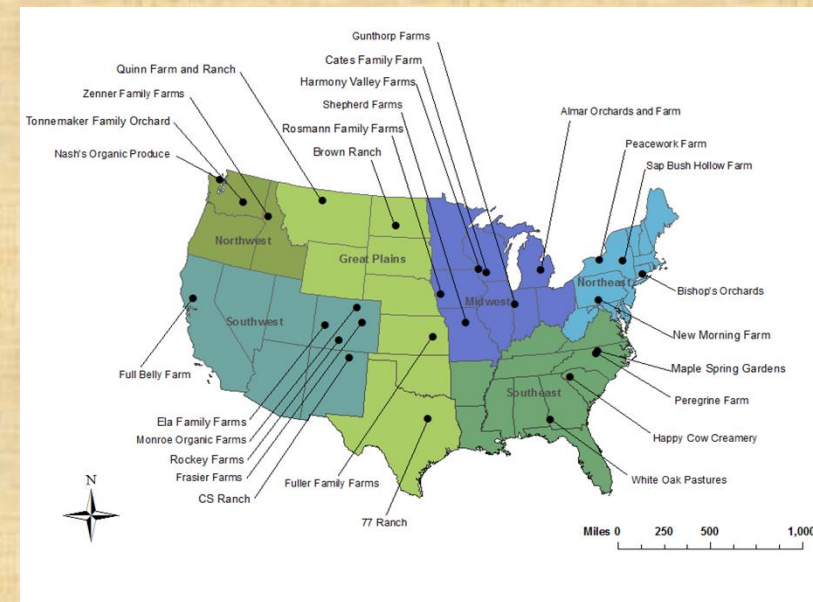 Gunthorp Farms
Cates Family Farm
Harmony Valley Farms
Shepherd Farms
Rosmann Family Farms
Brown Ranch
Quinn Farm and Ranch
Zenner Family Farms
Tonnemaker Family Orchard
Nash's Organic Produce
Almar Orchards and Farm
Peacework Farm
Sap Bush Hollow Farm
Northwest
Great Plains
Midwest
Northeast
Southwest
Southeast
Bishop's Orchards
New Morning Farm
Maple Spring Gardens
Peregrine Farm
Happy Cow Creamery
White Oak Pastures
Full Belly Farm
Ela Family Farms
Monroe Organic Farms
Rockey Farms
Frasier Farms
CS Ranch
Fuller Family Farms
77 Ranch
N
Miles 0 250 500 1,000